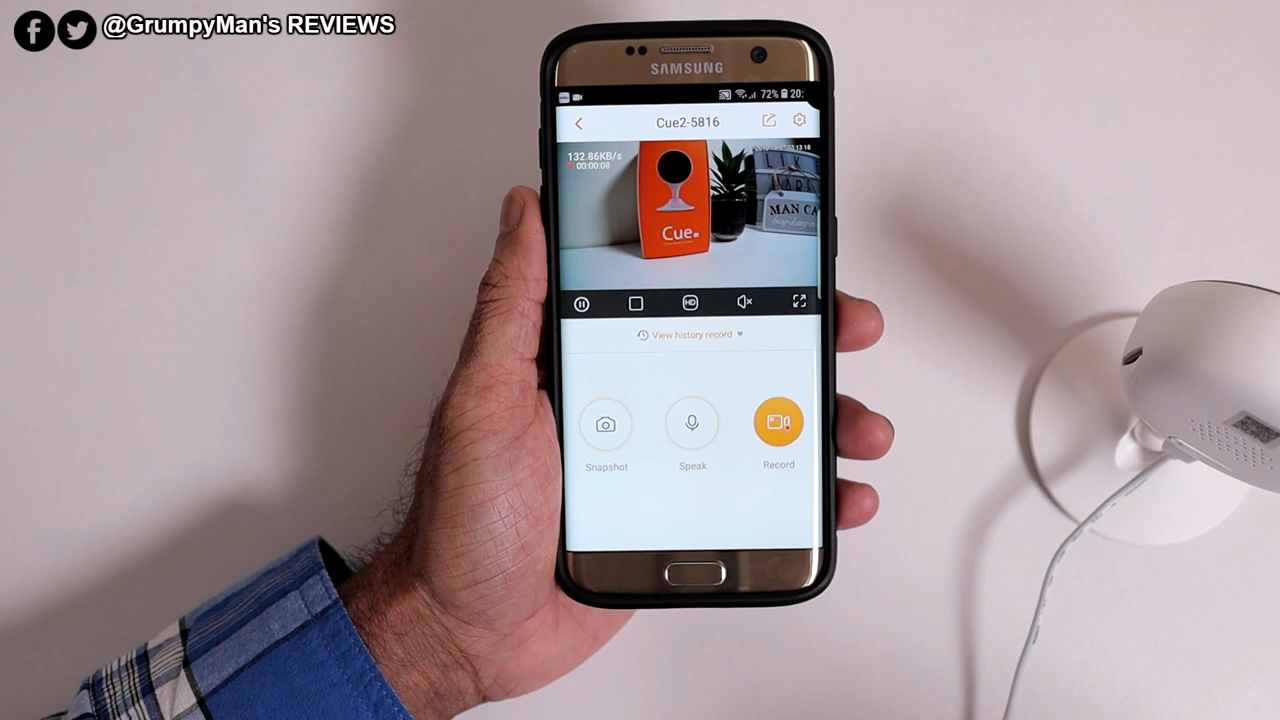 @GrumpyMan's REVIEWS
SAMSUNG
72% 20:
Cue2-5816
132.86KB/s
00:00:08
MAN CA
Cue
HD
View history record
Snapshot
Speak
Record